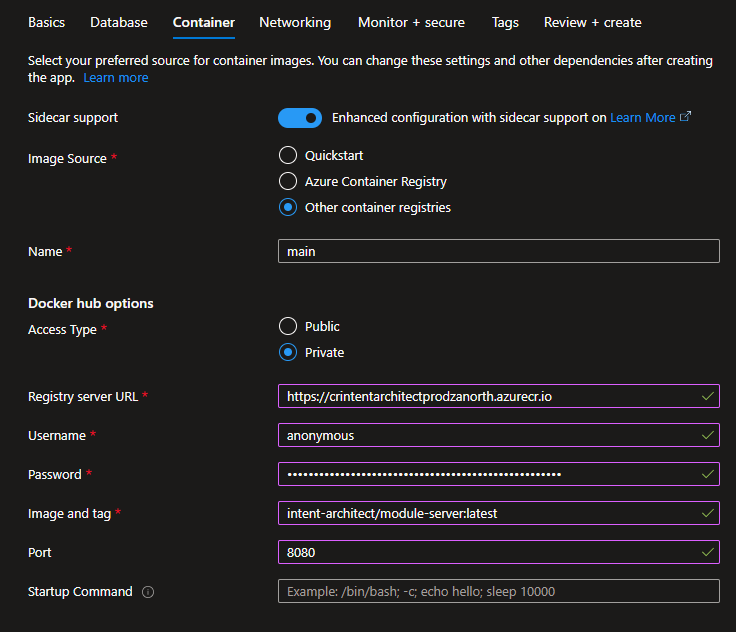 Basics Database Container Networking Monitor + secure Tags Review + create
Select your preferred source for container images. You can change these settings and other dependencies after creating
the app. Learn more
Sidecar support Enhanced configuration with sidecar support on Learn More
Image Source * Quickstart
Azure Container Registry
Other container registries
Name * main
Docker hub options
Access Type * Public
Private
Registry server URL * https://crintentarchitectprodzanorth.azurecr.io
Username * anonymous
Password * ••••••••••••••••••••••••••••••••••••••••••••••••••••
Image and tag * intent-architect/module-server:latest
Port 8080
Startup Command Example: /bin/bash; -c; echo hello; sleep 10000